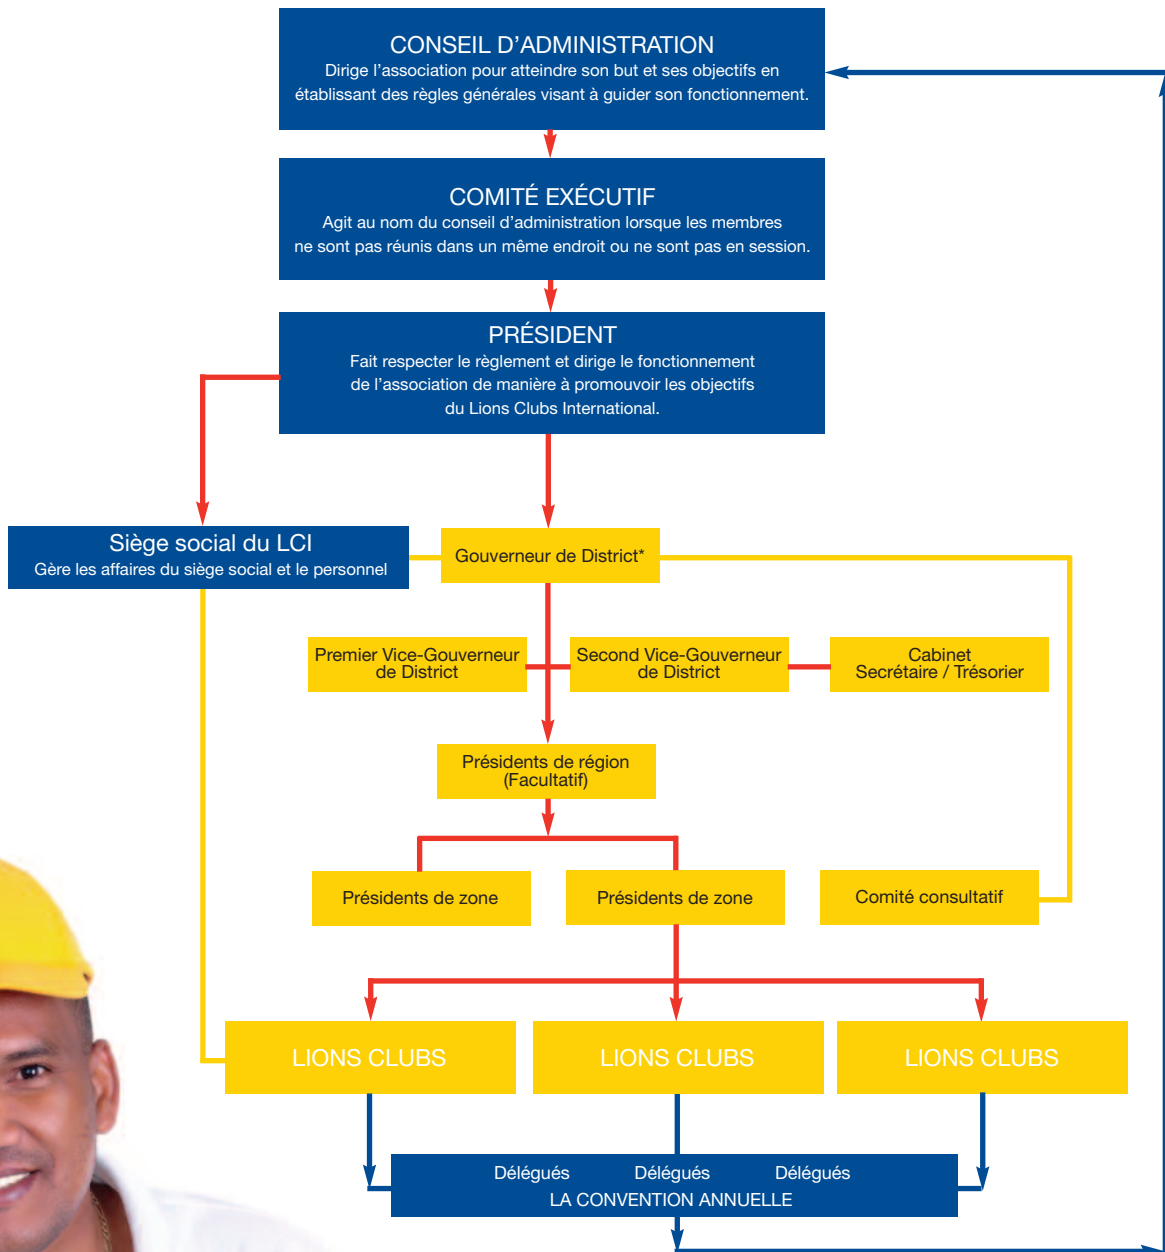 CONSEIL D’ADMINISTRATION
Dirige l’association pour atteindre son but et ses objectifs en
établissant des règles générales visant à guider son fonctionnement.
COMITÉ EXÉCUTIF
Agit au nom du conseil d’administration lorsque les membres
ne sont pas réunis dans un même endroit ou ne sont pas en session.
PRÉSIDENT
Fait respecter le règlement et dirige le fonctionnement
de l’association de manière à promouvoir les objectifs
du Lions Clubs International.
Siège social du LCI
Gère les affaires du siège social et le personnel
Gouverneur de District*
Premier Vice-Gouverneur
de District
Second Vice-Gouverneur
de District
Cabinet
Secrétaire / Trésorier
Présidents de région
(Facultatif)
Présidents de zone
Présidents de zone
Comité consultatif
LIONS CLUBS
LIONS CLUBS
LIONS CLUBS
Délégués Délégués Délégués
LA CONVENTION ANNUELLE